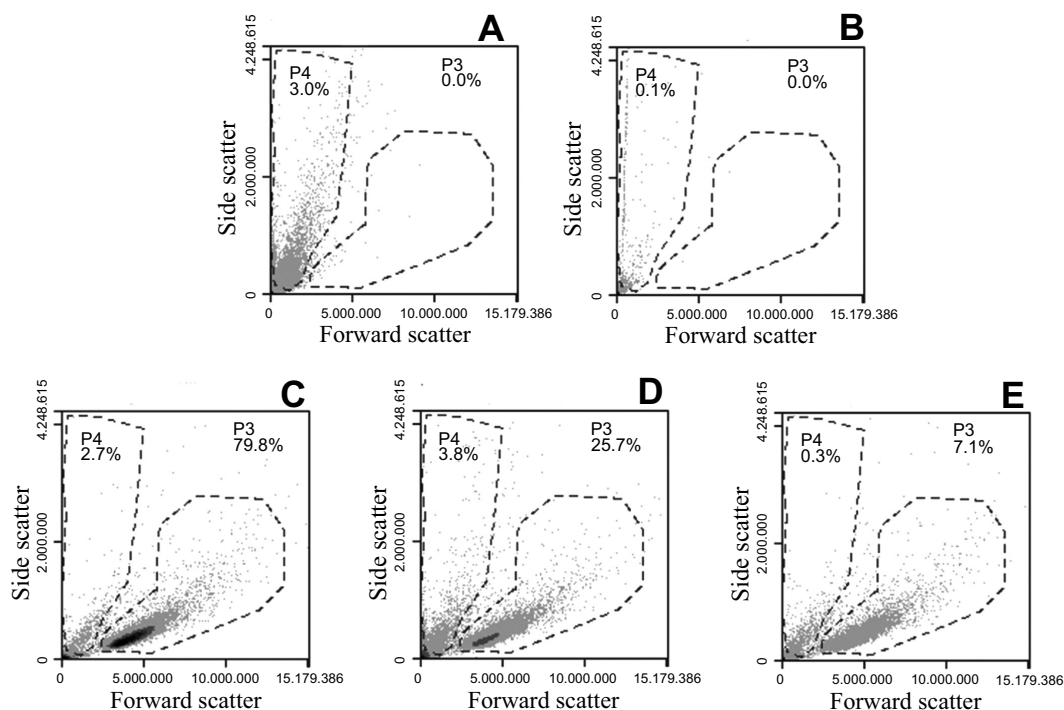 A
4.248.615
P4
3.0%
P3
0.0%
Side scatter
2.000.000
0
0
5.000.000
10.000.000
15.179.386
Forward scatter
B
4.248.615
P4
0.1%
P3
0.0%
Side scatter
2.000.000
0
0
5.000.000
10.000.000
15.179.386
Forward scatter
C
4.248.615
P4
2.7%
P3
79.8%
Side scatter
2.000.000
0
0
5.000.000
10.000.000
15.179.386
Forward scatter
D
4.248.615
P4
3.8%
P3
25.7%
Side scatter
2.000.000
0
0
5.000.000
10.000.000
15.179.386
Forward scatter
E
4.248.615
P4
0.3%
P3
7.1%
Side scatter
2.000.000
0
0
5.000.000
10.000.000
15.179.386
Forward scatter